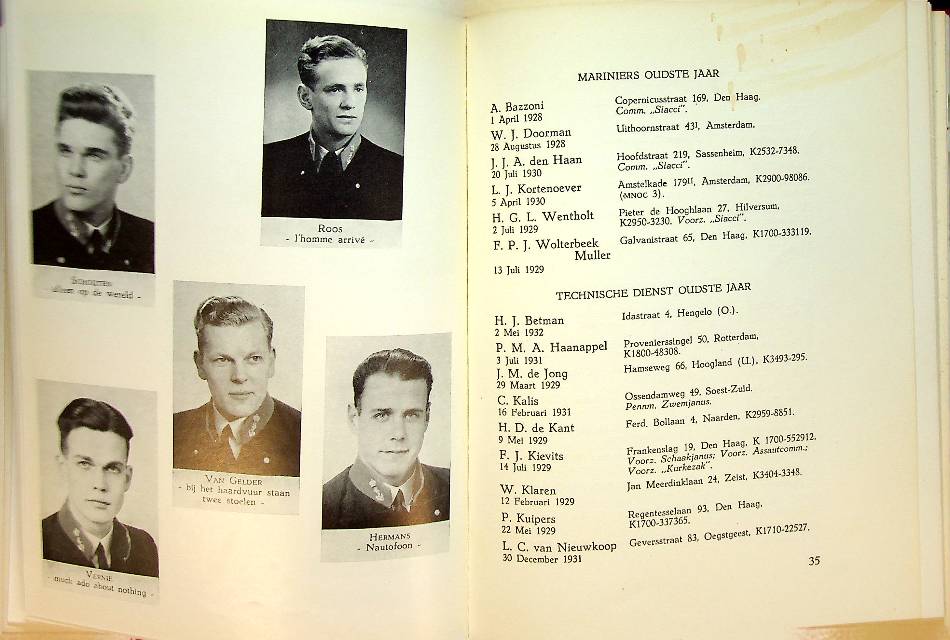 Roos
- l'homme arrivé -
Scholten
alleen op de wereld -
Van Gelder
- bij het haardvuur staan
twee stoelen -
Hermans
- Nautofoon -
Vernie
much ado about nothing -
MARINIERS OUDSTE JAAR
A. Bazzoni
1 April 1928
Copernicusstraat 169, Den Haag.
Comm. „Siacci".
W. J. Doorman
28 Augustus 1928
Uithoornstraat 43I, Amsterdam.
J. J. A. den Haan
20 Juli 1930
Hoofdstraat 219, Sassenheim, K2532-7348.
Comm. „Siacci".
L. J. Kortenoever
5 April 1930
Amstelkade 179II, Amsterdam, K2900-98086.
(MNOC 3).
H. G. L. Wentholt
2 Juli 1929
Pieter de Hooghlaan 27, Hilversum,
K2950-3230. Voorz. „Siacci".
F. P. J. Wolterbeek
Muller
13 Juli 1929
Galvanistraat 65, Den Haag, K1700-333119.
TECHNISCHE DIENST OUDSTE JAAR
H. J. Betman
2 Mei 1932
Idastraat 4, Hengelo (O.).
P. M. A. Haanappel
3 Juli 1931
Provenierssingel 50, Rotterdam,
K1800-48308.
J. M. de Jong
29 Maart 1929
Hamseweg 66, Hoogland (U.), K3493-295.
C. Kalis
16 Februari 1931
Ossendamweg 49, Soest-Zuid.
Pennm. Zwemjanus.
H. D. de Kant
9 Mei 1929
Ferd. Bollaan 4, Naarden, K2959-8851.
F. J. Kievits
14 Juli 1929
Frankenslag 19, Den Haag, K 1700-552912.
Voorz. Schaakjanus; Voorz. Assautcomm.;
Voorz. „Kurkezak".
W. Klaren
12 Februari 1929
Jan Meerdinklaan 24, Zeist, K3404-3348.
P. Kuipers
22 Mei 1929
Regentesselaan 93, Den Haag,
K1700-337365.
L. C. van Nieuwkoop
30 December 1931
Geversstraat 83, Oegstgeest, K1710-22527.
35